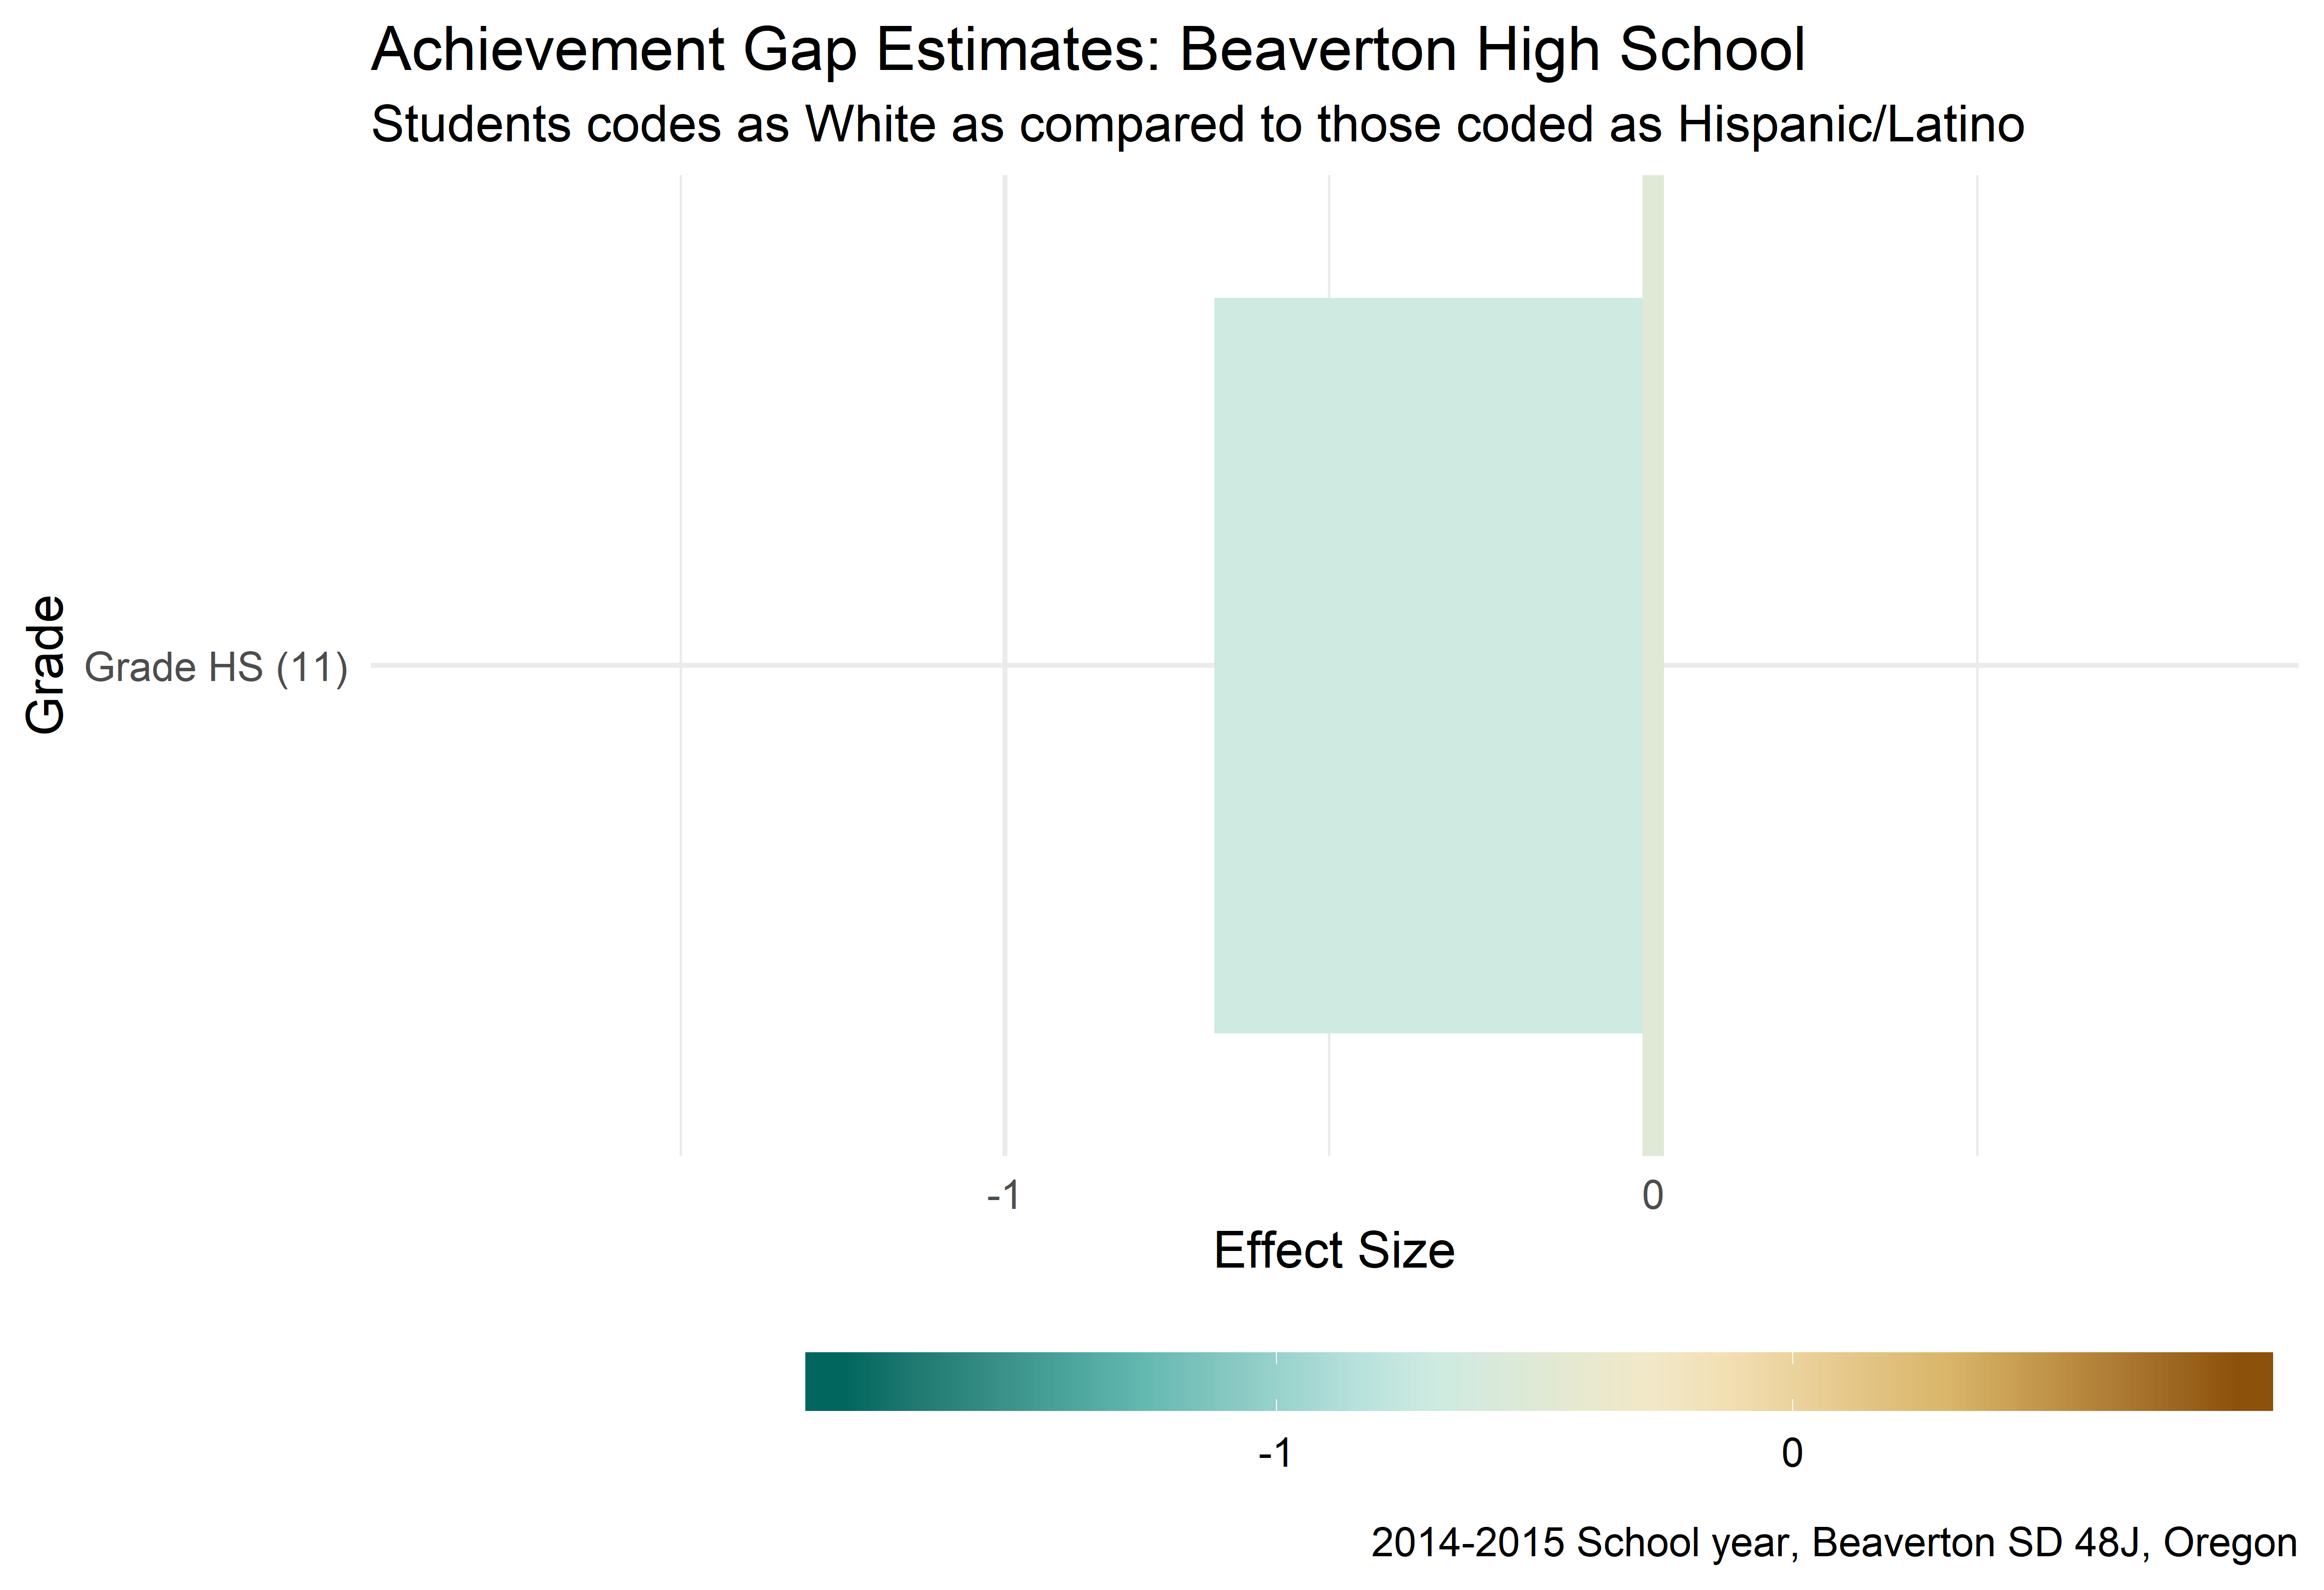 Achievement Gap Estimates: Beaverton High School
Students codes as White as compared to those coded as Hispanic/Latino
Grade
Grade HS (11)
-1
0
Effect Size
-1
0
2014-2015 School year, Beaverton SD 48J, Oregon